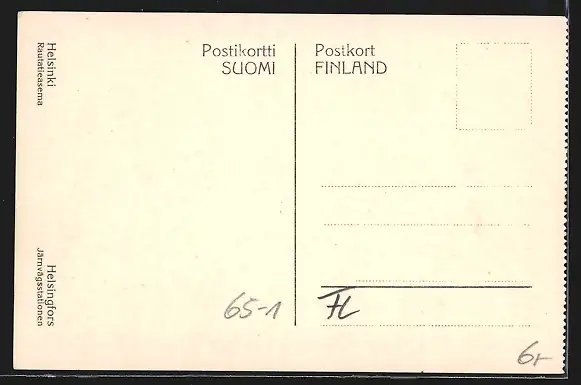 Helsinki
Rautatieasema
Helsingfors
Järnvägsstationen
Postikortti
SUOMI
Postkort
FINLAND
65-1
FL
6,-